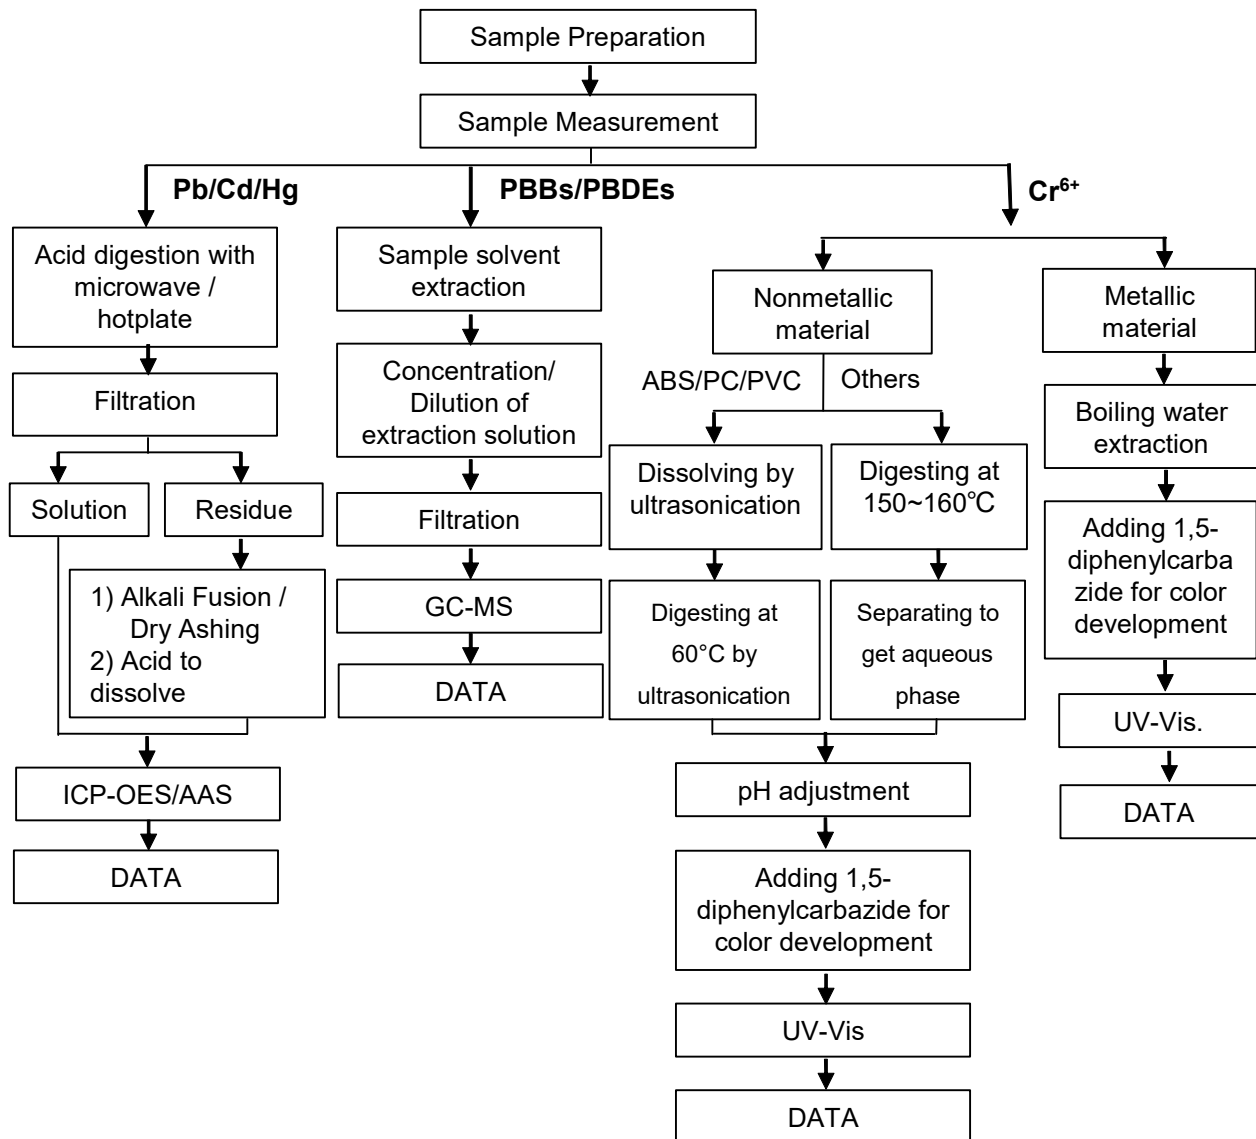 Sample Preparation
Sample Measurement
Pb/Cd/Hg
PBBs/PBDEs
Cr⁶⁺
Acid digestion with
microwave /
hotplate
Filtration
Solution
Residue
1) Alkali Fusion /
Dry Ashing
2) Acid to
dissolve
ICP-OES/AAS
DATA
Sample solvent
extraction
Concentration/
Dilution of
extraction solution
Filtration
GC-MS
DATA
Nonmetallic
material
ABS/PC/PVC
Others
Dissolving by
ultrasonication
Digesting at
60°C by
ultrasonication
Digesting at
150~160℃
Separating to
get aqueous
phase
pH adjustment
Adding 1,5-
diphenylcarbazide for
color development
UV-Vis
DATA
Metallic
material
Boiling water
extraction
Adding 1,5-
diphenylcarba
zide for color
development
UV-Vis.
DATA